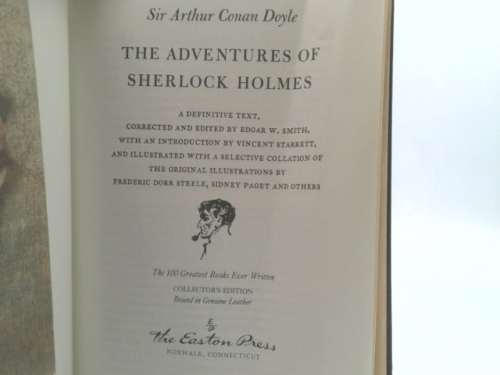 Sir Arthur Conan Doyle
THE ADVENTURES OF
SHERLOCK HOLMES
A DEFINITIVE TEXT,
CORRECTED AND EDITED BY EDGAR W. SMITH,
WITH AN INTRODUCTION BY VINCENT STARRETT,
AND ILLUSTRATED WITH A SELECTIVE COLLATION OF
THE ORIGINAL ILLUSTRATIONS BY
FREDERIC DORR STEELE, SIDNEY PAGET AND OTHERS
The 100 Greatest Books Ever Written
COLLECTOR'S EDITION
Bound in Genuine Leather
E
P
The Easton Press
NORWALK, CONNECTICUT